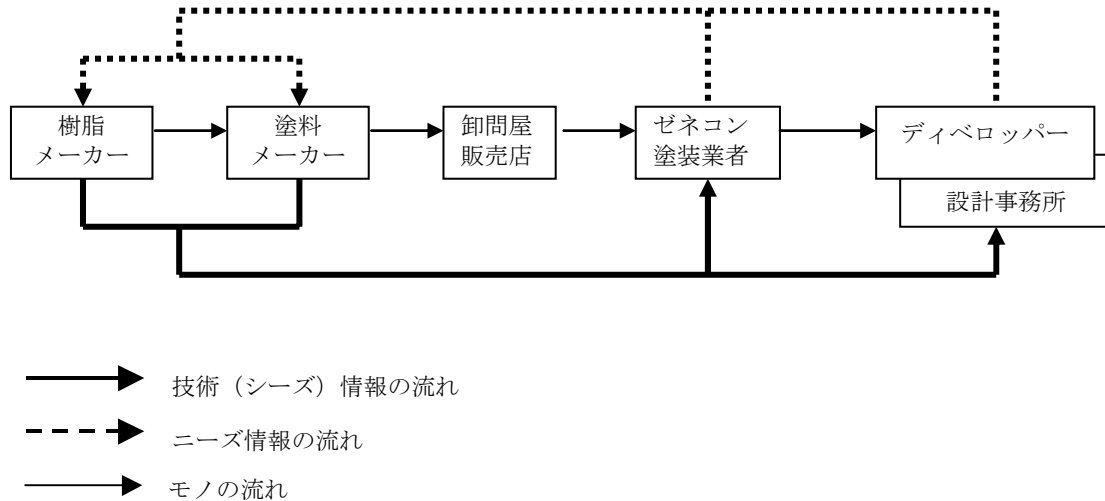 樹脂
メーカー
塗料
メーカー
卸問屋
販売店
ゼネコン
塗装業者
ディベロッパー
設計事務所
技術（シーズ）情報の流れ
ニーズ情報の流れ
モノの流れ